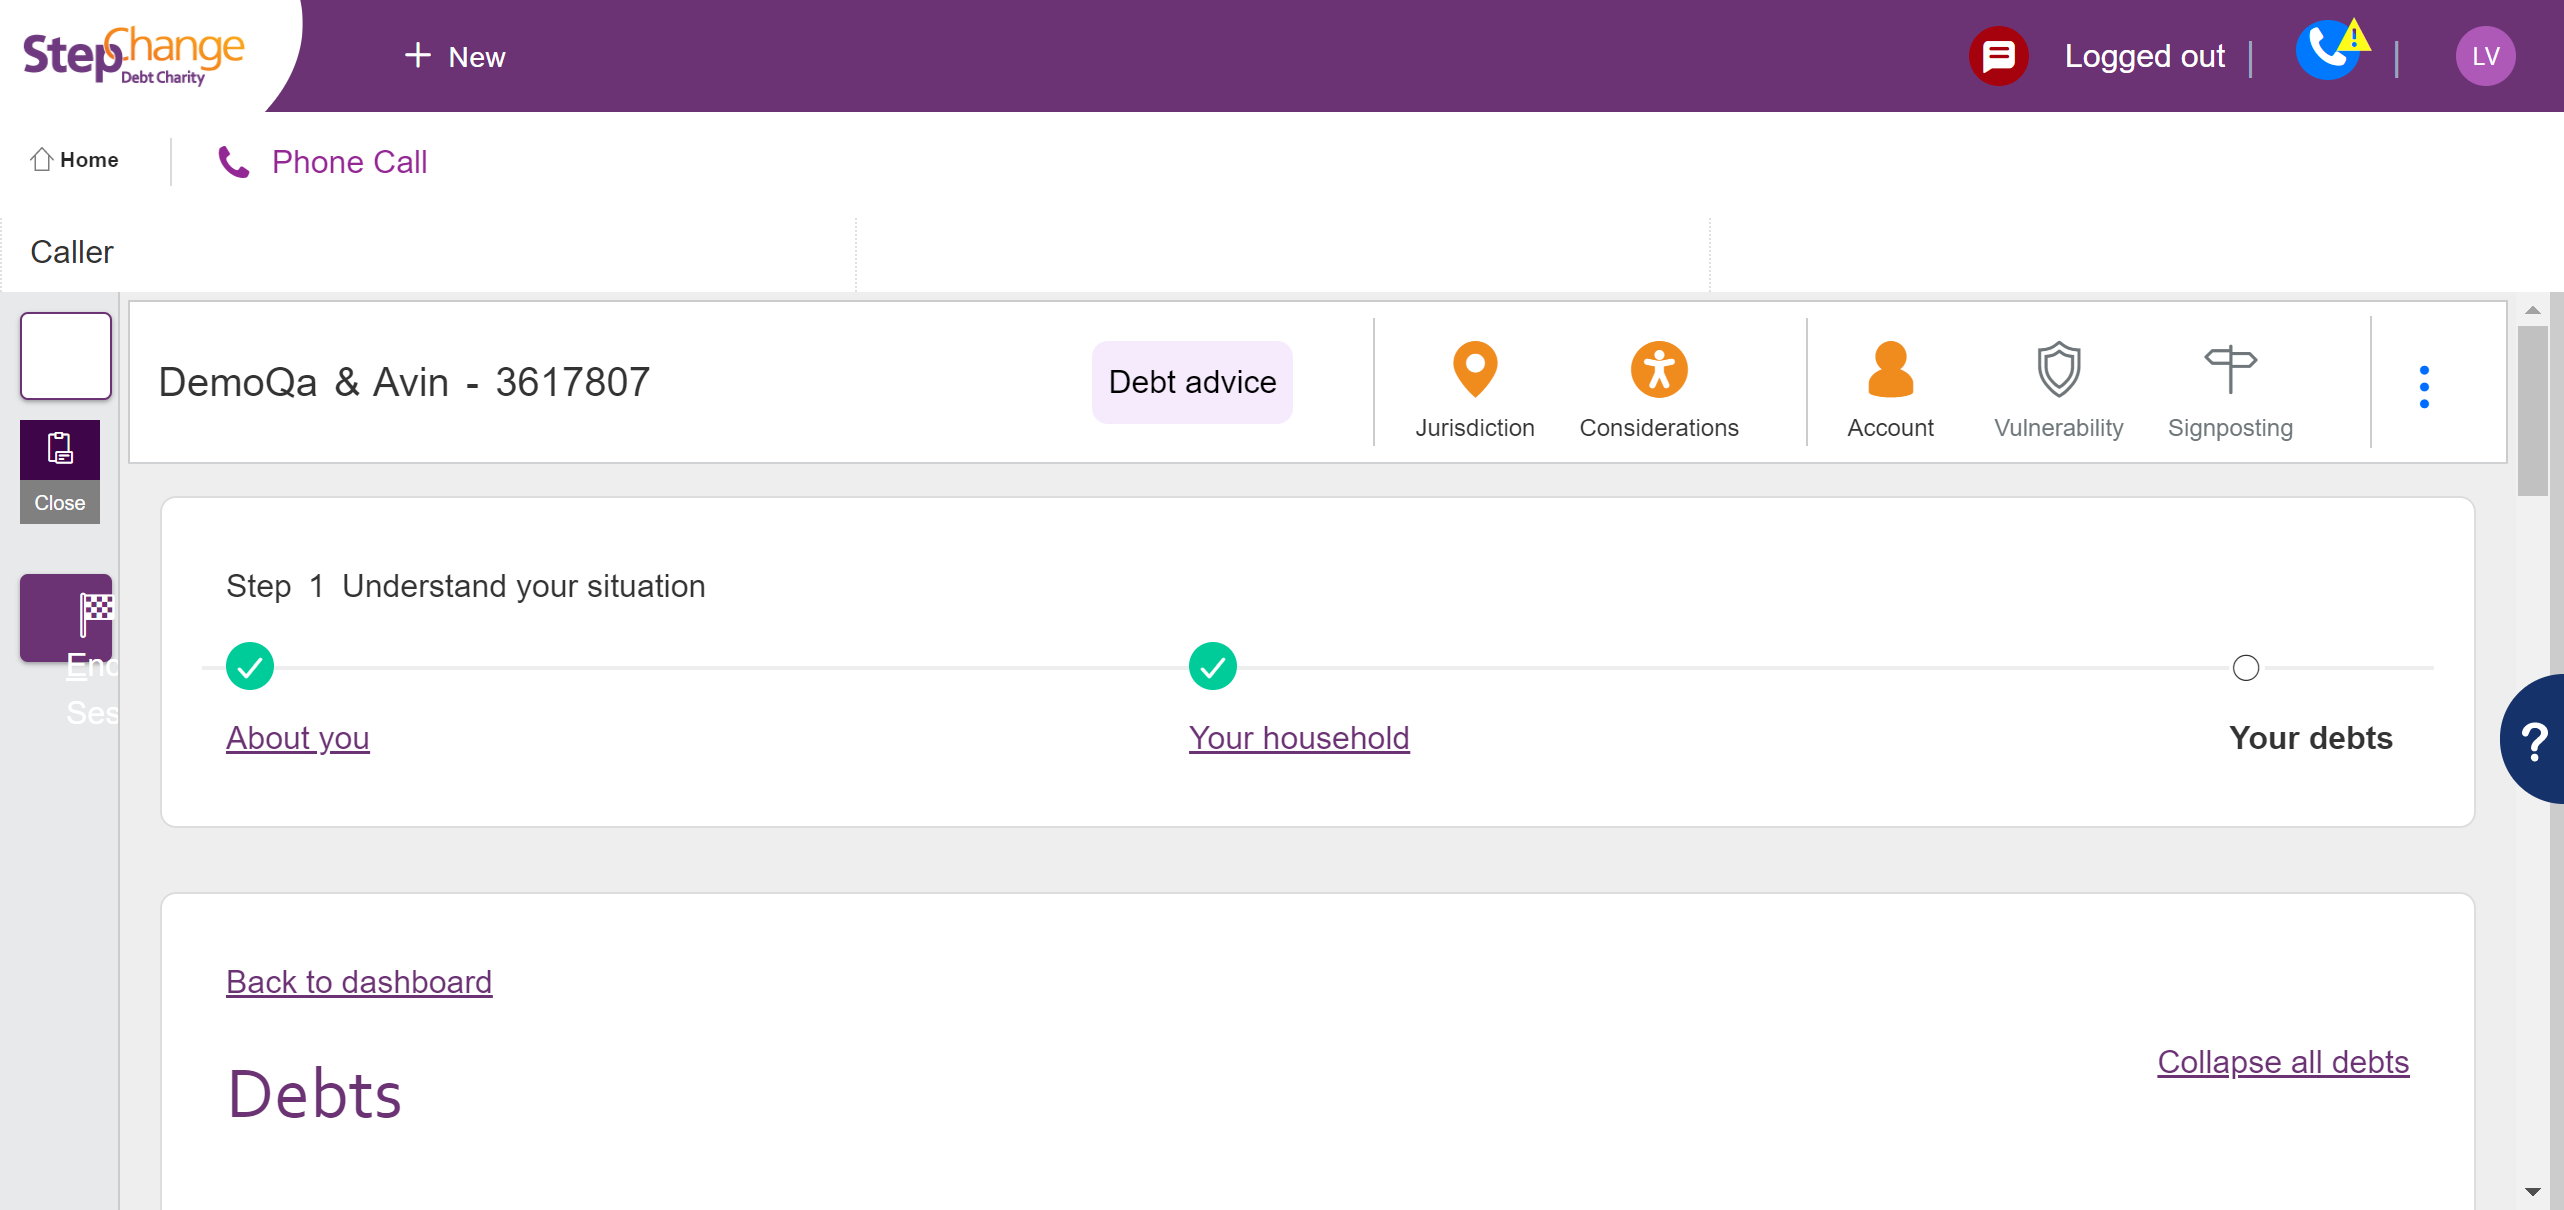 StepChange
Debt Charity
New
Logged out
LV
Home
Phone Call
Caller
DemoQa & Avin - 3617807
Debt advice
Jurisdiction
Considerations
Account
Vulnerability
Signposting
Close
Step 1 Understand your situation
About you
Your household
Your debts
?
Back to dashboard
Collapse all debts
Debts